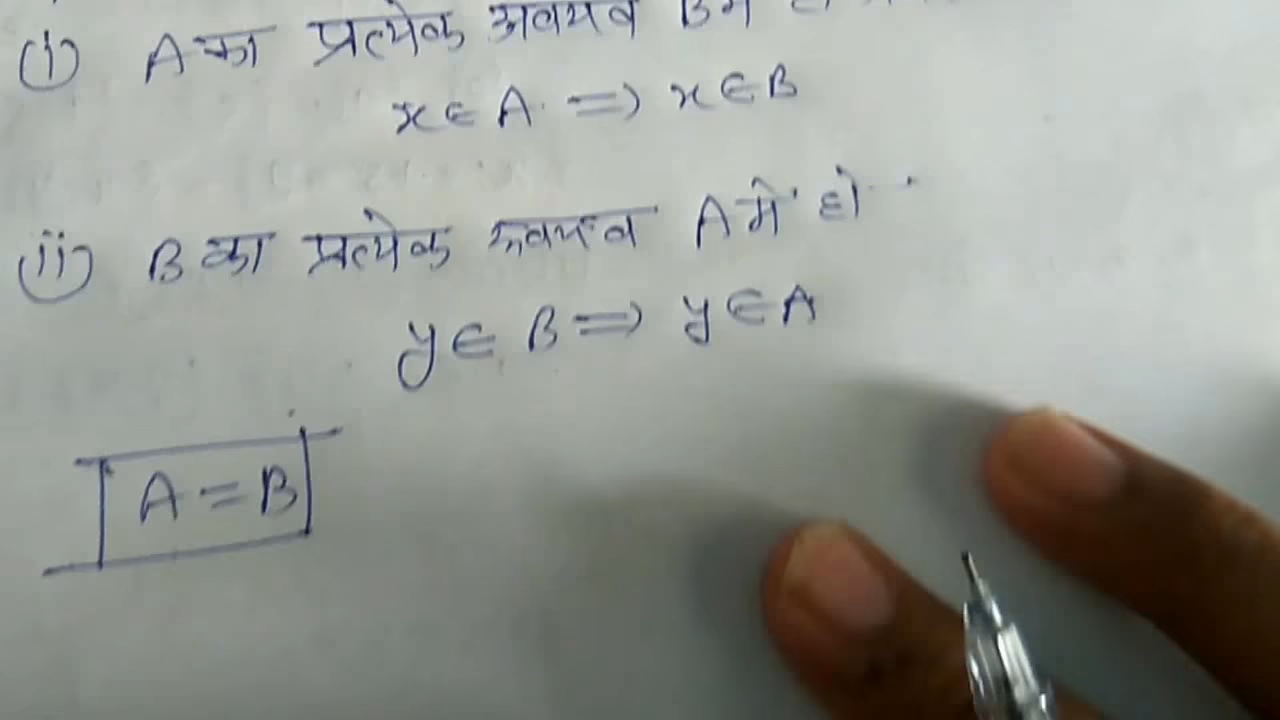 (i) A का प्रत्येक अवयव B में हो
x ∈ A. ⇒ x ∈ B
(ii) B का प्रत्येक अवयव A में हो
y ∈ B ⇒ y ∈ A
A = B